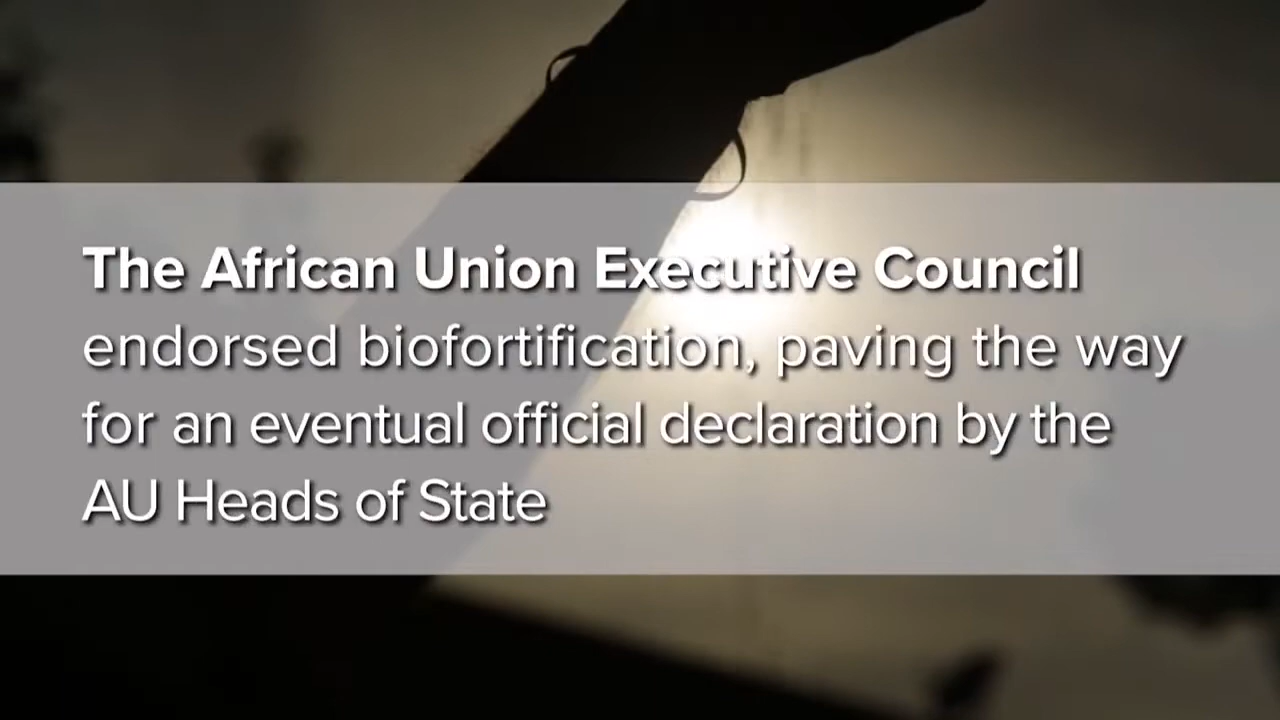 The African Union Executive Council
endorsed biofortification, paving the way
for an eventual official declaration by the
AU Heads of State